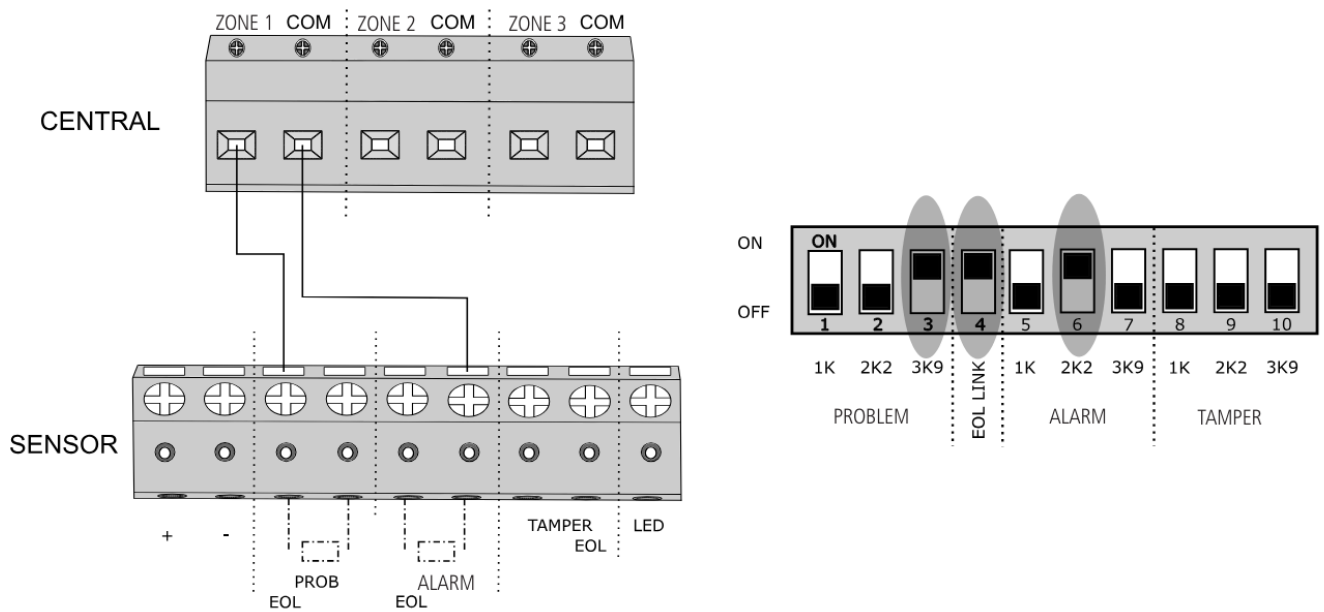 ZONE 1 COM ZONE 2 COM ZONE 3 COM
CENTRAL
SENSOR
+ - TAMPER LED
EOL
PROB ALARM
EOL EOL
ON ON
OFF
1 2 3 4 5 6 7 8 9 10
1K 2K2 3K9 EOL LINK 1K 2K2 3K9 1K 2K2 3K9
PROBLEM ALARM TAMPER